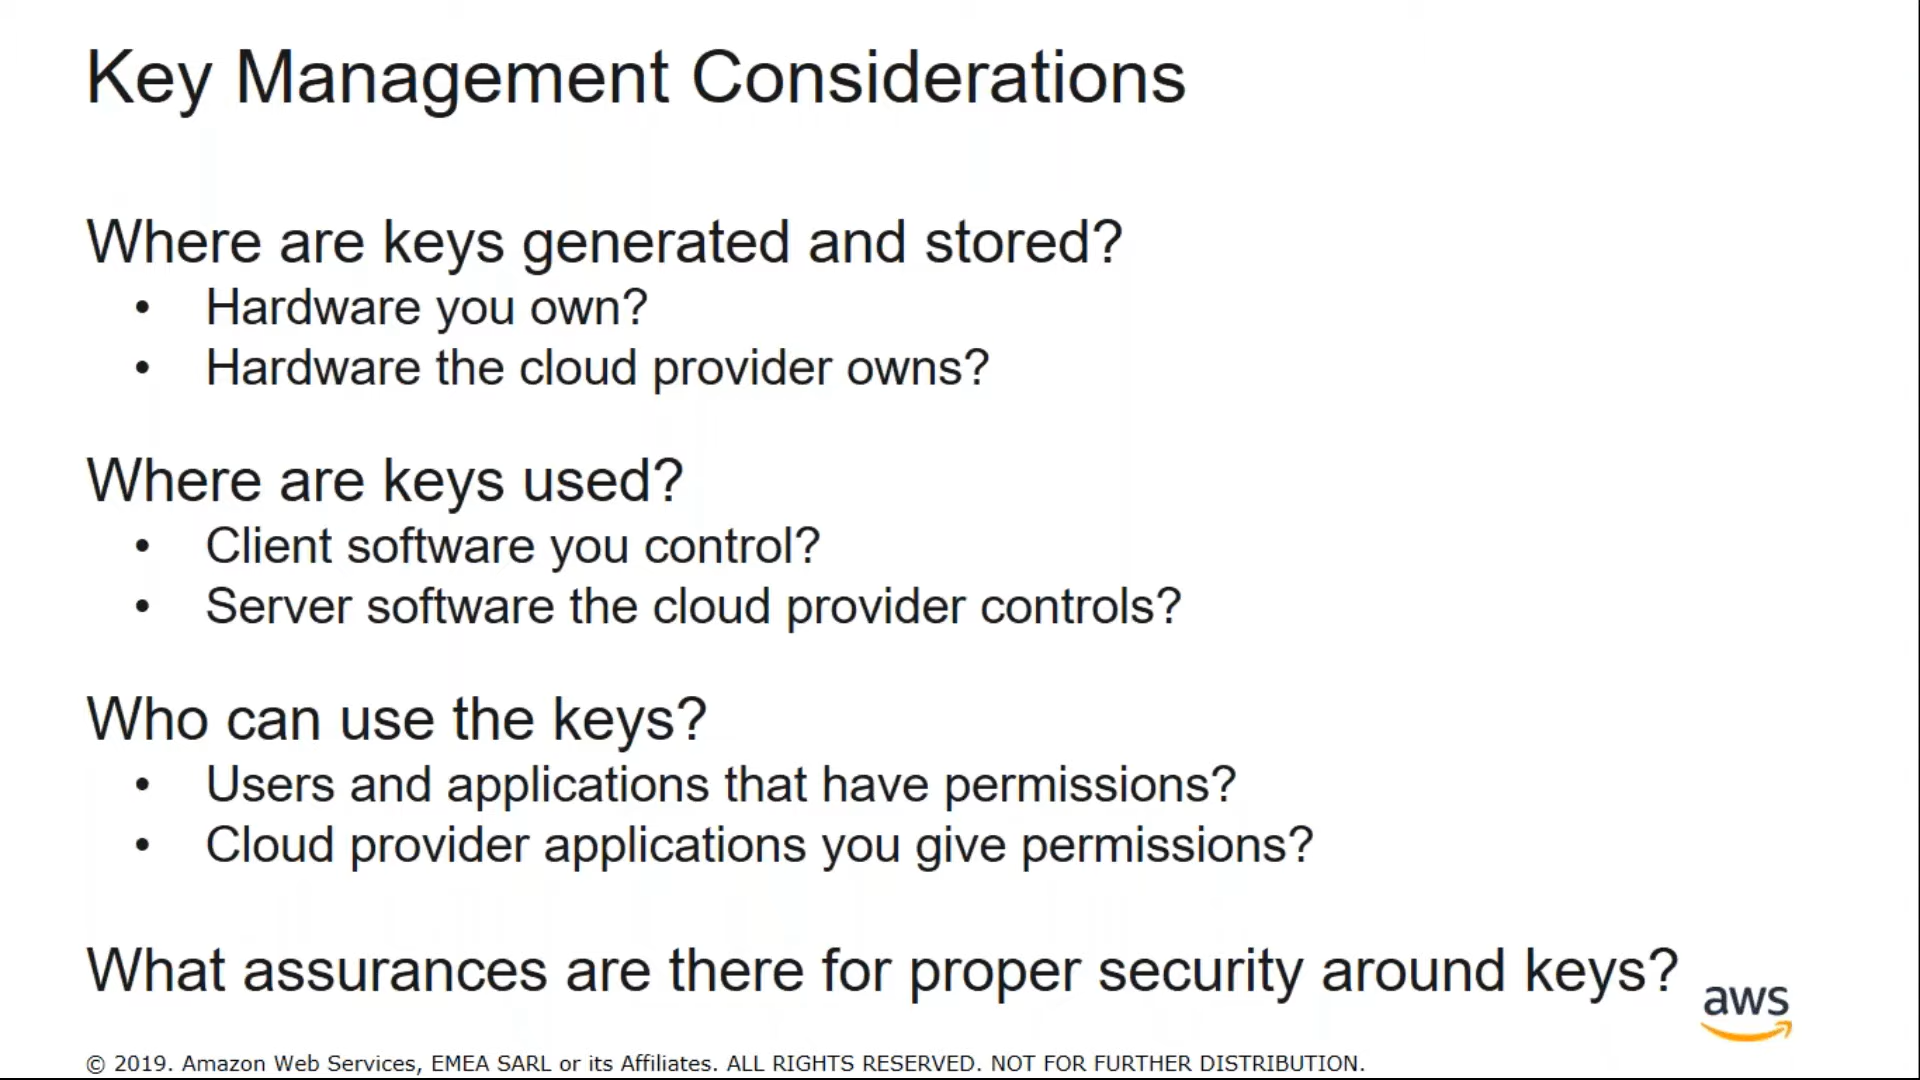 Key Management Considerations
Where are keys generated and stored?
• Hardware you own?
• Hardware the cloud provider owns?
Where are keys used?
• Client software you control?
• Server software the cloud provider controls?
Who can use the keys?
• Users and applications that have permissions?
• Cloud provider applications you give permissions?
What assurances are there for proper security around keys?
aws
© 2019. Amazon Web Services, EMEA SARL or its Affiliates. ALL RIGHTS RESERVED. NOT FOR FURTHER DISTRIBUTION.